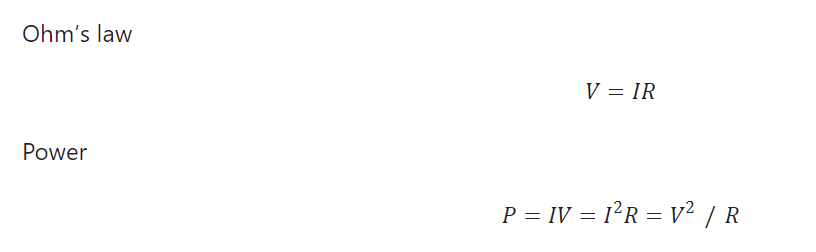 Ohm’s law
V = IR
Power
P = IV = I²R = V² / R